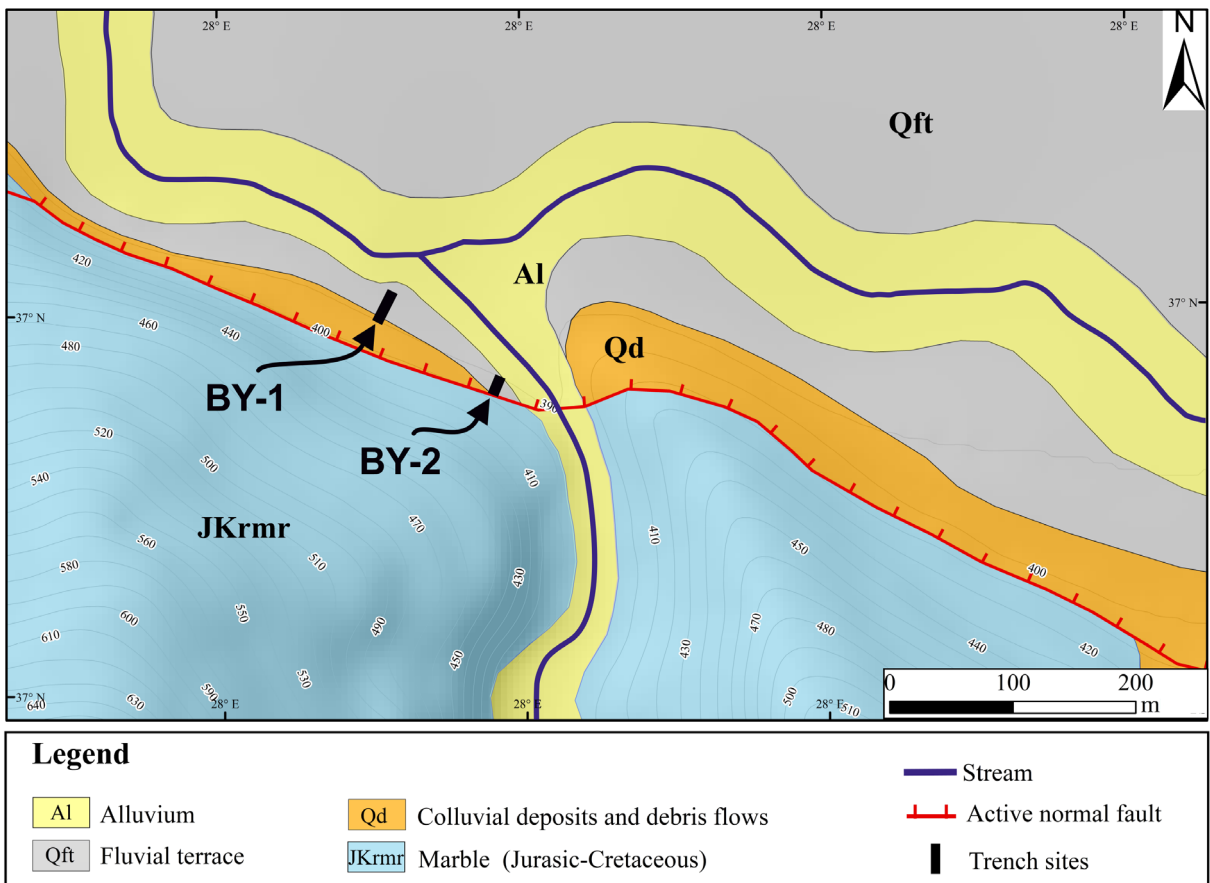 28° E
28° E
28° E
28° E
N
Qft
Al
37° N
37° N
420
460
440
400
480
Qd
BY-1
390
BY-2
520
500
540
410
470
JKrmr
410
450
560
510
580
430
400
550
600
490
470
480
610
430
440
420
450
530
590
500
510
640
630
37° N
28° E
28° E
28° E
0
100
200
m
Legend
Al
Alluvium
Qft
Fluvial terrace
Qd
Colluvial deposits and debris flows
JKrmr
Marble (Jurasic-Cretaceous)
Stream
Active normal fault
Trench sites